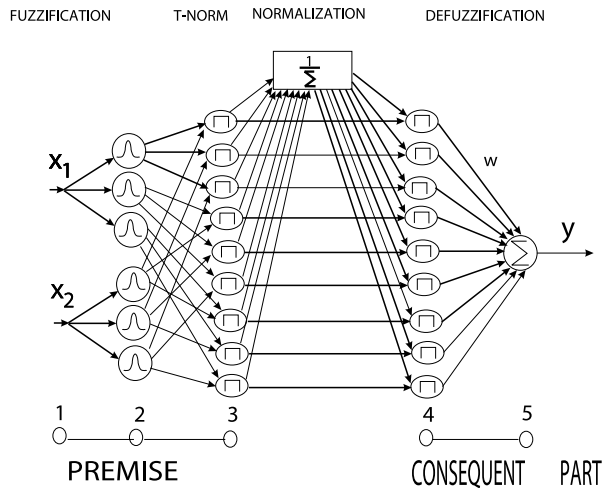 FUZZIFICATION T-NORM NORMALIZATION DEFUZZIFICATION
1
Σ
X1
w
y
Σ
X2
1 2 3 4 5
PREMISE CONSEQUENT PART